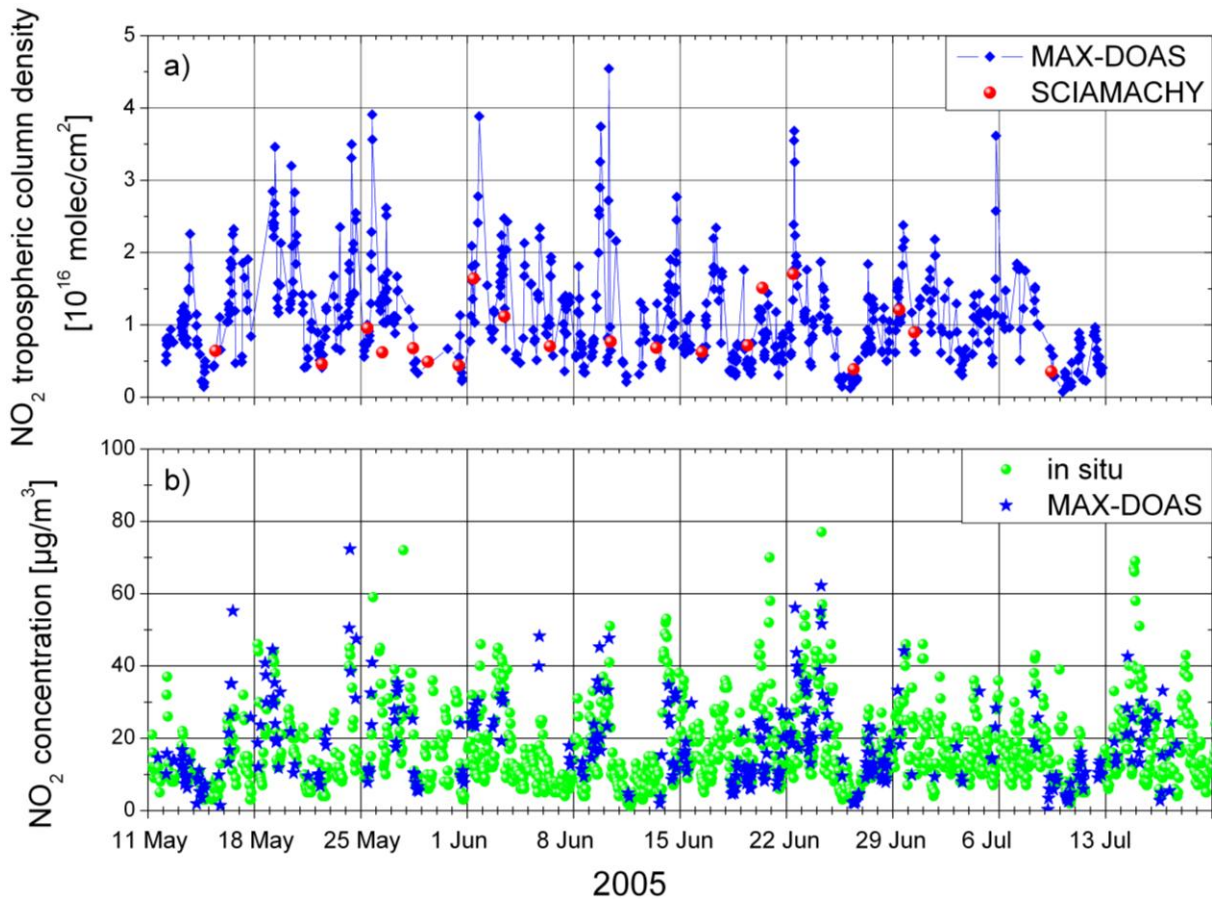 NO2 tropospheric column density
[10^16 molec/cm^2]
a)
MAX-DOAS
SCIAMACHY
5
4
3
2
1
0
NO2 concentration [µg/m^3]
b)
in situ
MAX-DOAS
100
80
60
40
20
0
11 May 18 May 25 May 1 Jun 8 Jun 15 Jun 22 Jun 29 Jun 6 Jul 13 Jul
2005